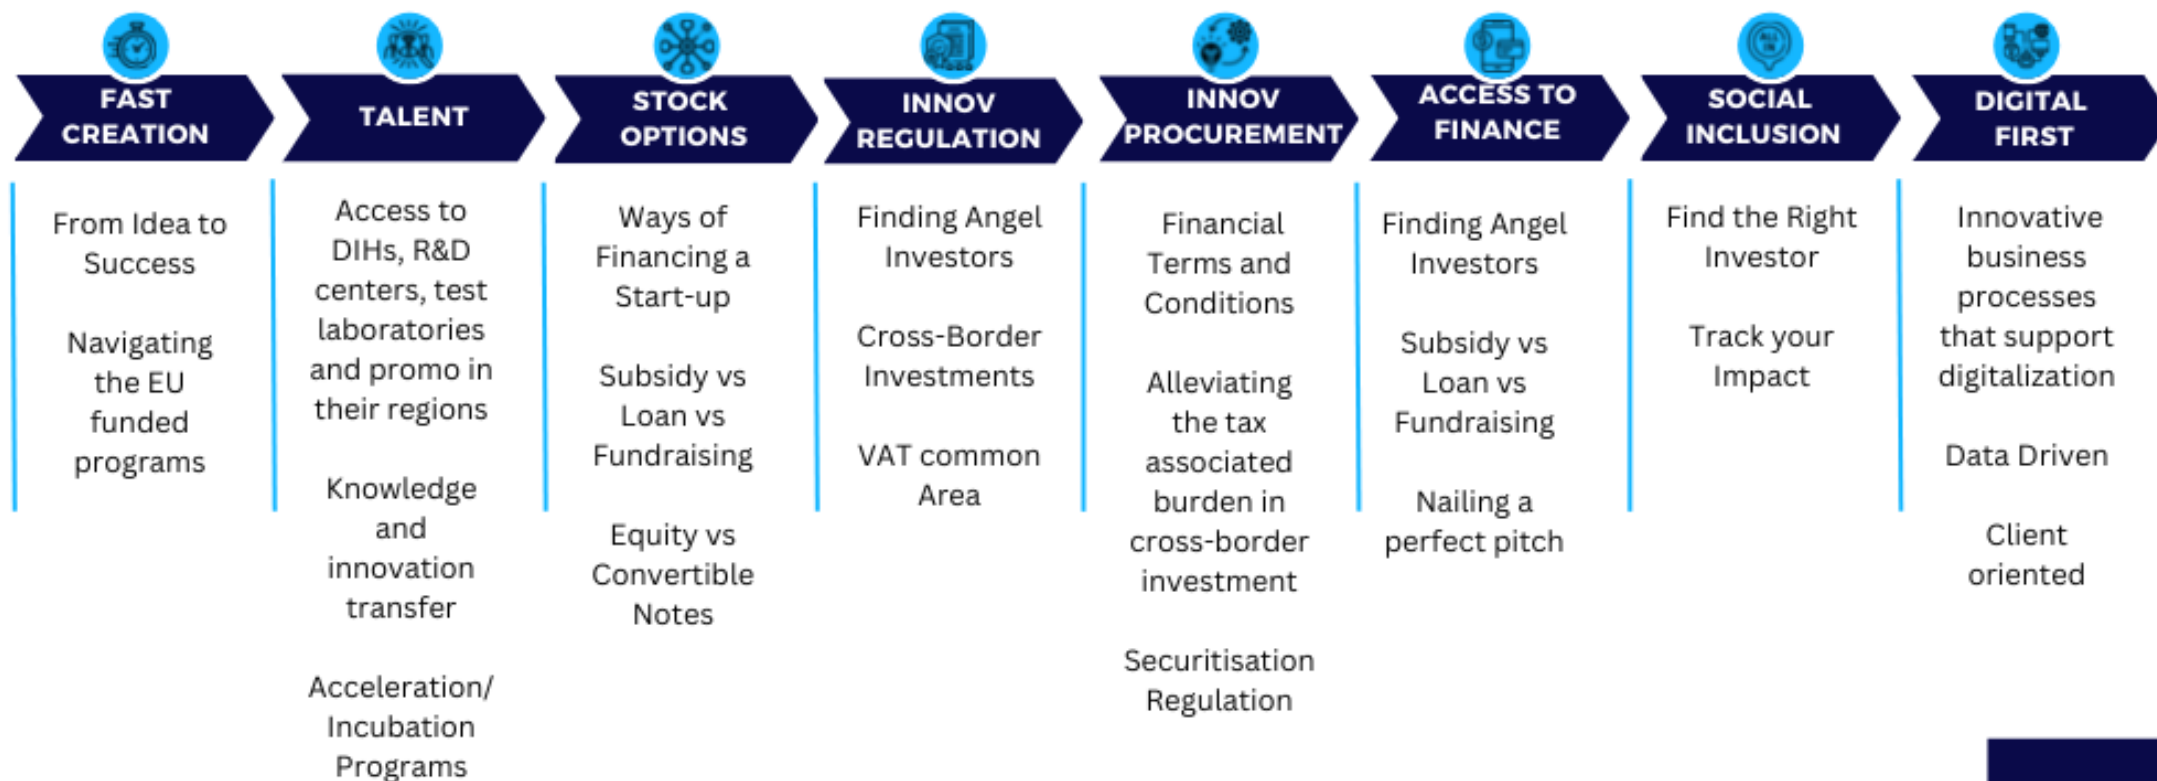 FAST
CREATION
TALENT
STOCK
OPTIONS
INNOV
REGULATION
INNOV
PROCUREMENT
ACCESS TO
FINANCE
SOCIAL
INCLUSION
DIGITAL
FIRST
From Idea to
Success
Navigating
the EU
funded
programs
Access to
DIHs, R&D
centers, test
laboratories
and promo in
their regions
Knowledge
and
innovation
transfer
Acceleration/
Incubation
Programs
Ways of
Financing a
Start-up
Subsidy vs
Loan vs
Fundraising
Equity vs
Convertible
Notes
Finding Angel
Investors
Cross-Border
Investments
VAT common
Area
Financial
Terms and
Conditions
Alleviating
the tax
associated
burden in
cross-border
investment
Securitisation
Regulation
Finding Angel
Investors
Subsidy vs
Loan vs
Fundraising
Nailing a
perfect pitch
Find the Right
Investor
Track your
Impact
Innovative
business
processes
that support
digitalization
Data Driven
Client
oriented
ALL
IN